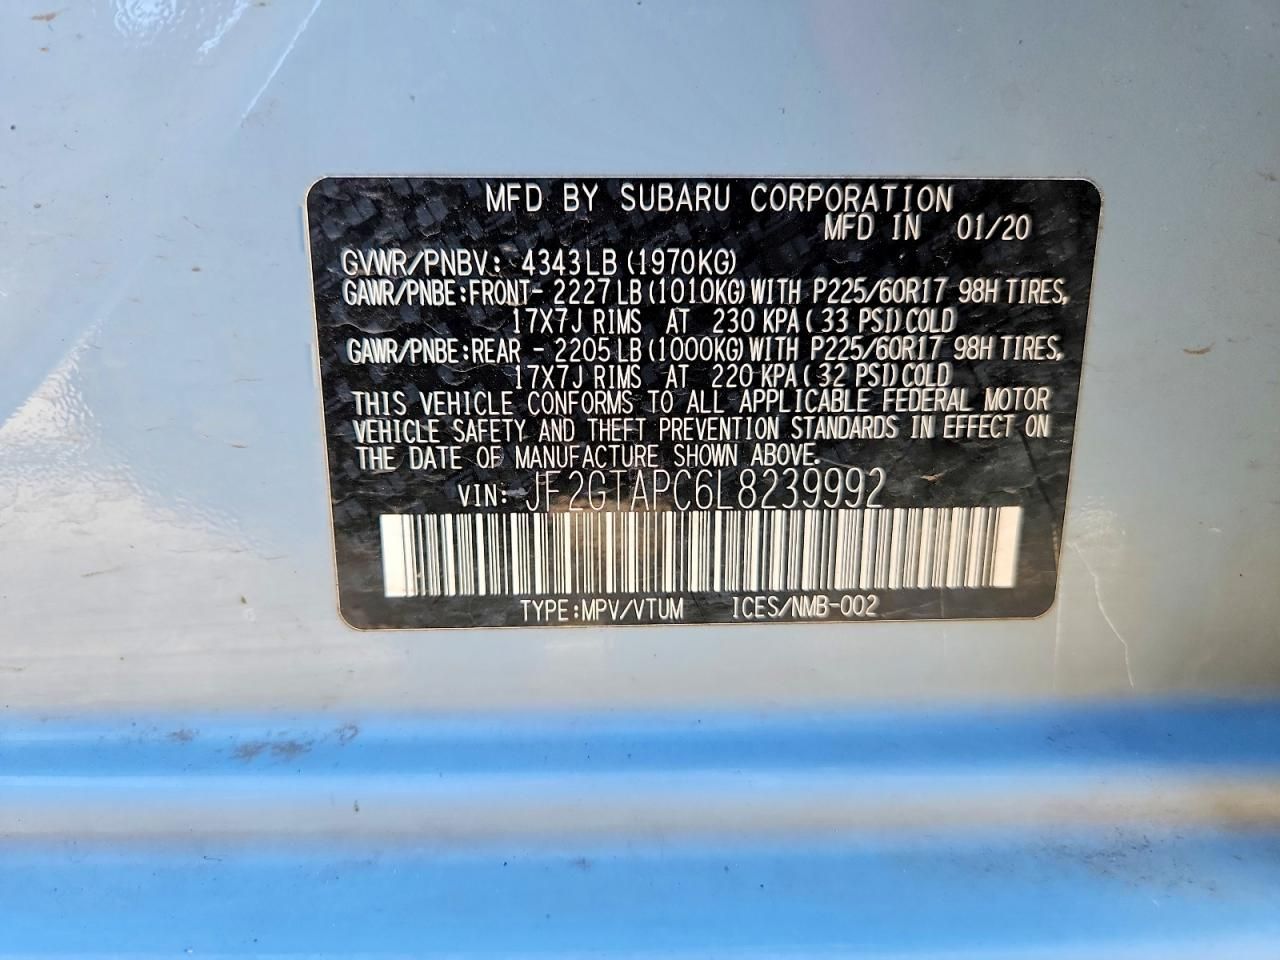 MFD BY SUBARU CORPORATION
MFD IN 01/20
GVWR/PNBV: 4343LB (1970KG)
GAWR/PNBE:FRONT- 2227LB (1010KG) WITH P225/60R17 98H TIRES,
17X7J RIMS AT 230 KPA (33 PSI) COLD
GAWR/PNBE:REAR - 2205LB (1000KG) WITH P225/60R17 98H TIRES,
17X7J RIMS AT 220 KPA (32 PSI) COLD
THIS VEHICLE CONFORMS TO ALL APPLICABLE FEDERAL MOTOR
VEHICLE SAFETY AND THEFT PREVENTION STANDARDS IN EFFECT ON
THE DATE OF MANUFACTURE SHOWN ABOVE.
VIN: JF2GTAPC6L8239992
TYPE:MPV/VTUM ICES/NMB-002